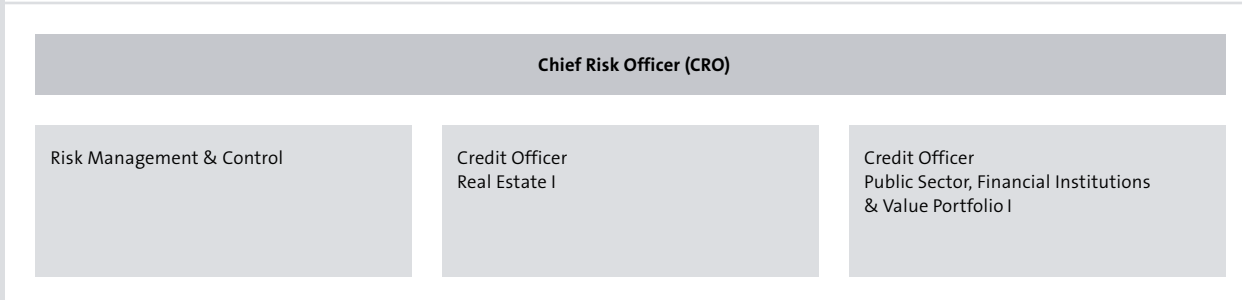 Chief Risk Officer (CRO)
Risk Management & Control
Credit Officer
Real Estate I
Credit Officer
Public Sector, Financial Institutions
& Value Portfolio I